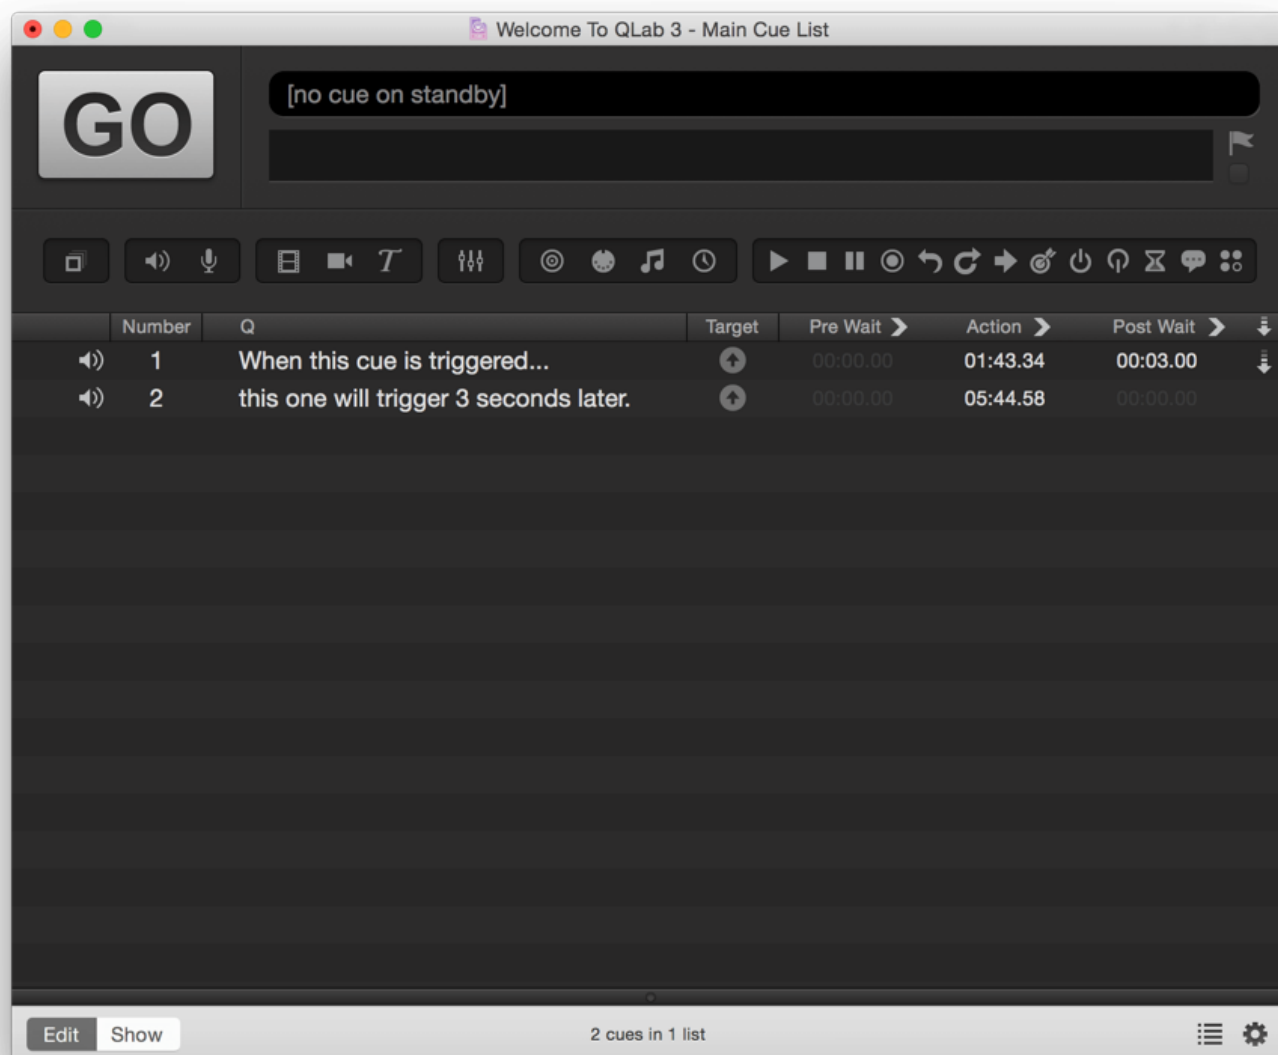 Welcome To QLab 3 - Main Cue List
GO
[no cue on standby]
Number Q Target Pre Wait Action Post Wait
1 When this cue is triggered... 00:00.00 01:43.34 00:03.00
2 this one will trigger 3 seconds later. 00:00.00 05:44.58 00:00.00
Edit Show 2 cues in 1 list